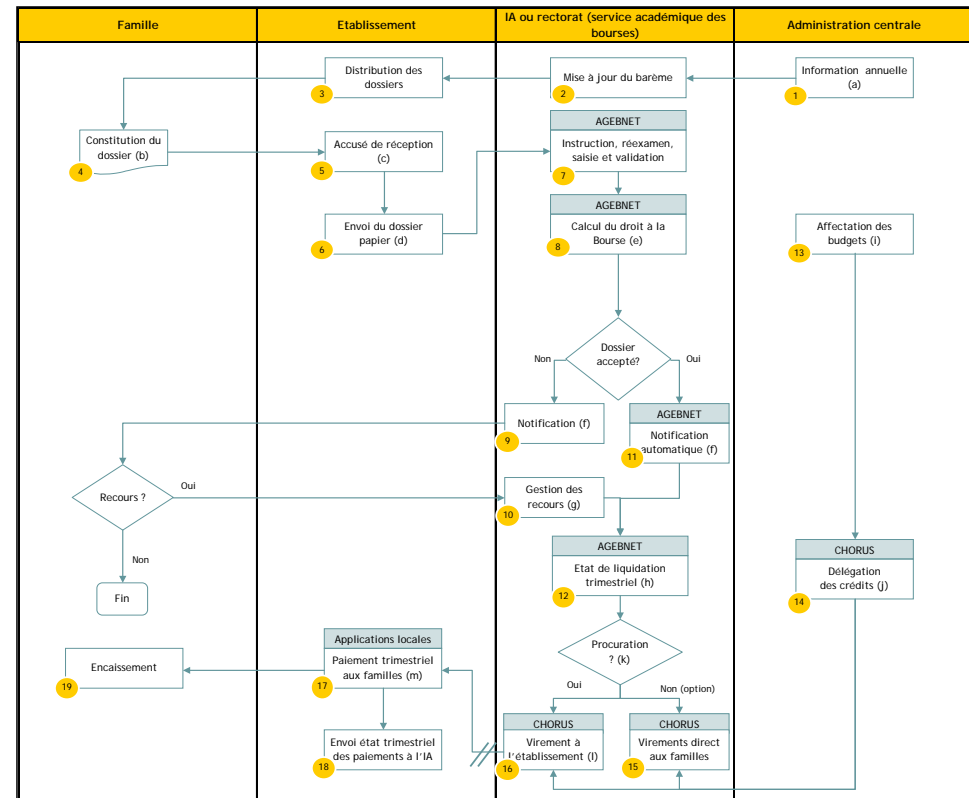 Famille
Etablissement
IA ou rectorat (service académique des
bourses)
Administration centrale
Distribution des
dossiers
3
Mise à jour du barème
2
Information annuelle
(a)
1
Constitution du
dossier (b)
4
Accusé de réception
(c)
5
AGEBNET
Instruction, réexamen,
saisie et validation
7
Envoi du dossier
papier (d)
6
AGEBNET
Calcul du droit à la
Bourse (e)
8
Affectation des
budgets (i)
13
Dossier
accepté?
Non
Oui
Notification (f)
9
AGEBNET
Notification
automatique (f)
11
Recours ?
Oui
Non
Fin
Gestion des
recours (g)
10
AGEBNET
Etat de liquidation
trimestriel (h)
12
CHORUS
Délégation
des crédits (j)
14
Procuration
? (k)
Oui
Non (option)
Encaissement
19
Applications locales
Paiement trimestriel
aux familles (m)
17
Envoi état trimestriel
des paiements à l'IA
18
CHORUS
Virement à
l'établissement (l)
16
CHORUS
Virements direct
aux familles
15